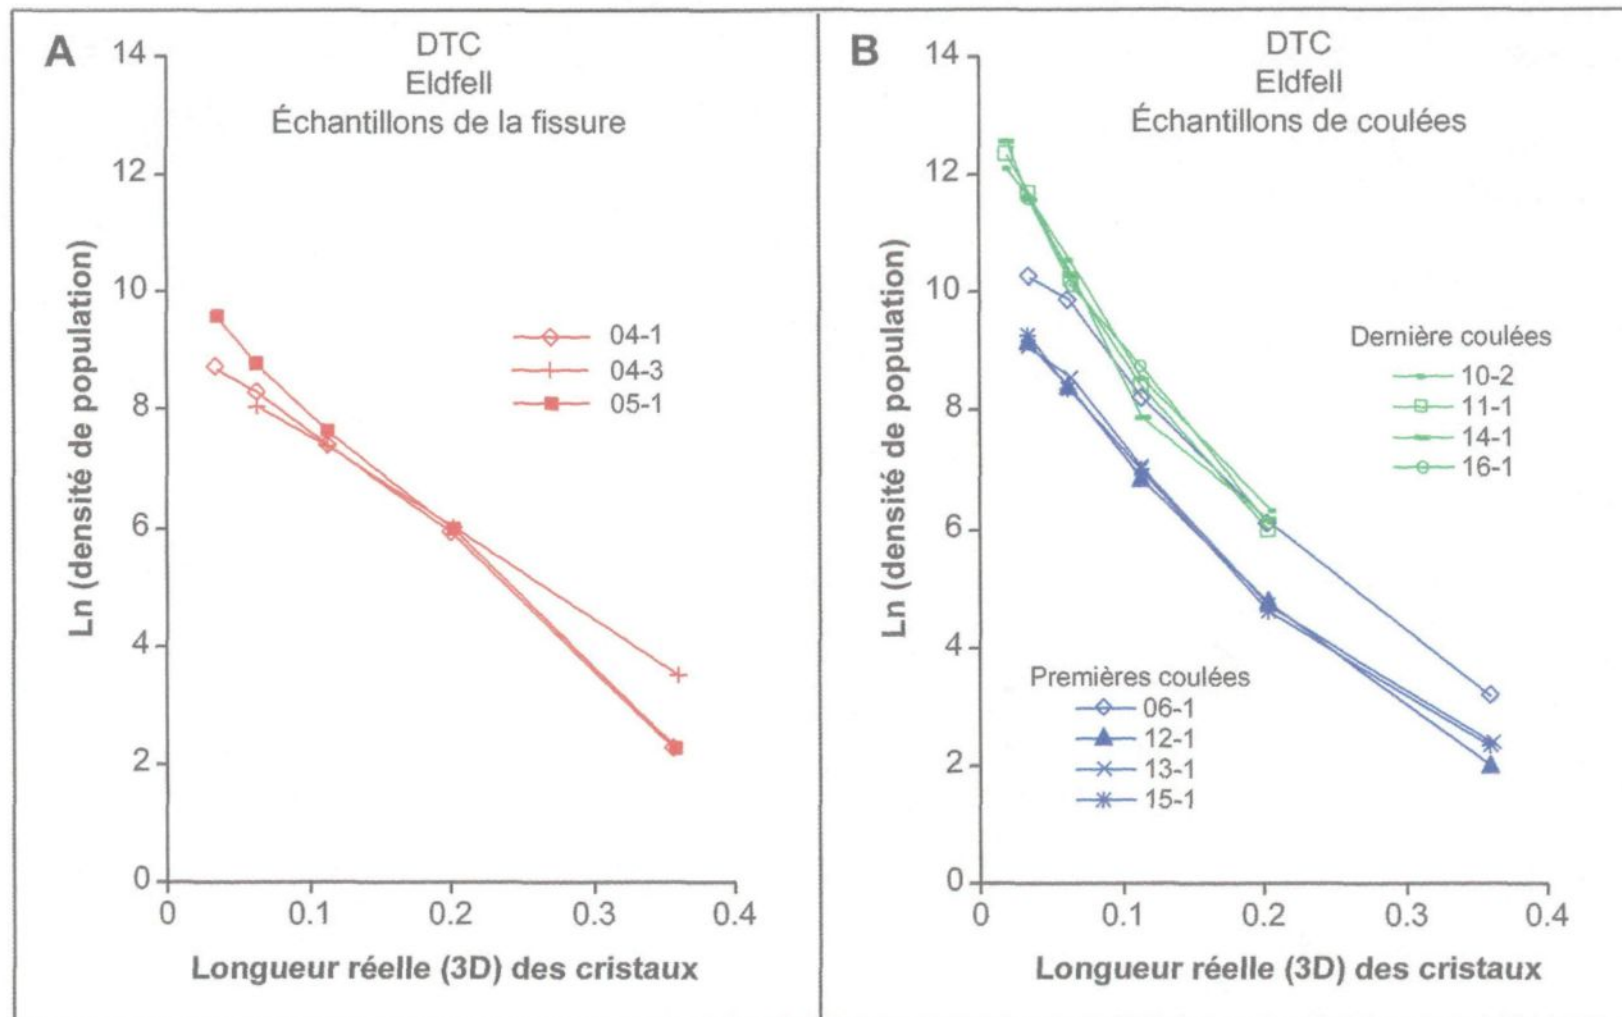 A
DTC
Eldfell
Échantillons de la fissure
14
12
10
8
6
4
2
0
Ln (densité de population)
04-1
04-3
05-1
0
0.1
0.2
0.3
0.4
Longueur réelle (3D) des cristaux
B
DTC
Eldfell
Échantillons de coulées
14
12
10
8
6
4
2
0
Ln (densité de population)
Dernière coulées
10-2
11-1
14-1
16-1
Premières coulées
06-1
12-1
13-1
15-1
0
0.1
0.2
0.3
0.4
Longueur réelle (3D) des cristaux